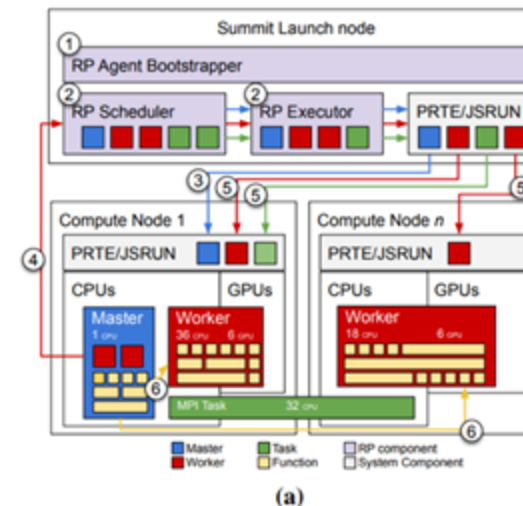 Summit Launch node
1
RP Agent Bootstrapper
2
RP Scheduler
2
RP Executor
PRTE/JSRUN
3
5
5
5
Compute Node 1
Compute Node n
PRTE/JSRUN
PRTE/JSRUN
4
CPUs
GPUs
CPUs
GPUs
Master
1 CPU
Worker
36 CPU 6 GPU
Worker
18 CPU 6 GPU
6
MPI Task 32 CPU
6
Master
Task
RP component
Worker
Function
System Component
(a)